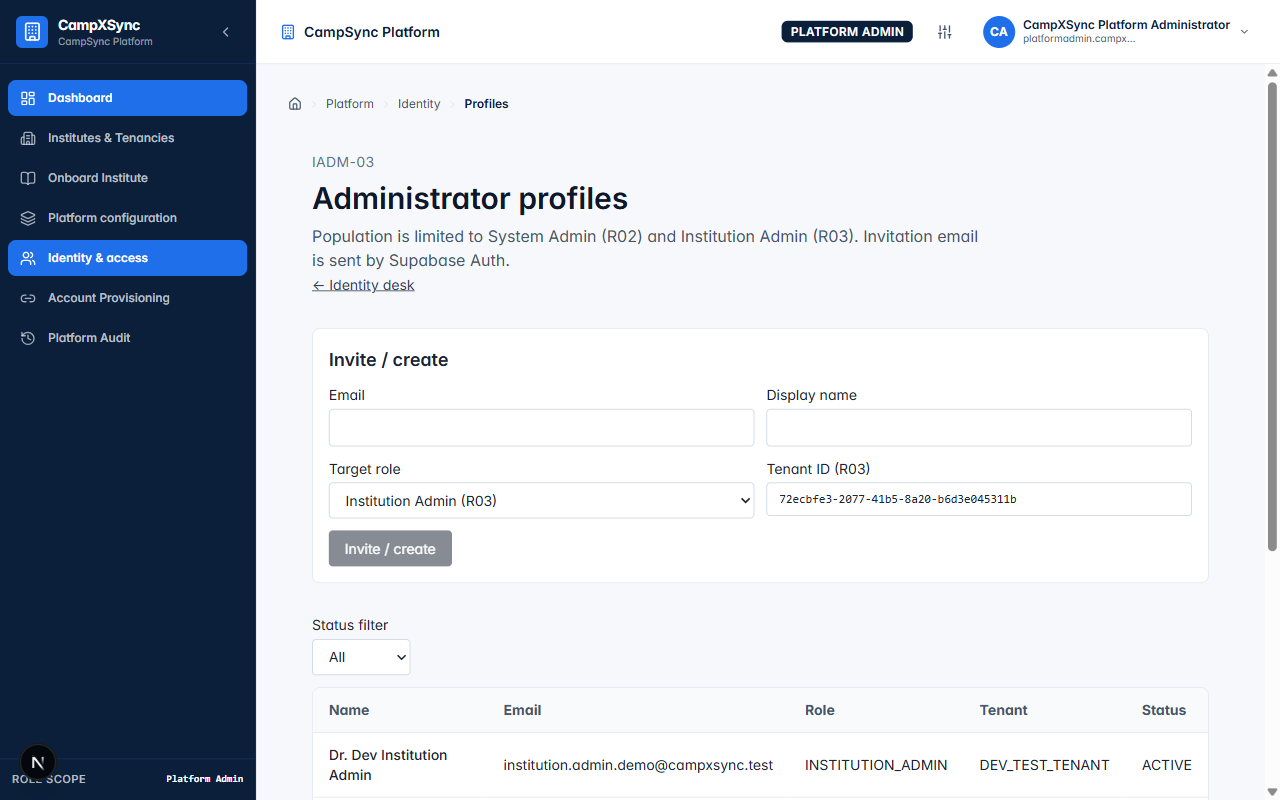 CampXSync
CampSync Platform
Dashboard
Institutes & Tenancies
Onboard Institute
Platform configuration
Identity & access
Account Provisioning
Platform Audit
N
ROLE SCOPE
Platform Admin
CampSync Platform
PLATFORM ADMIN
CA
CampXSync Platform Administrator
platformadmin.campx...
Platform
Identity
Profiles
IADM-03
Administrator profiles
Population is limited to System Admin (R02) and Institution Admin (R03). Invitation email
is sent by Supabase Auth.
← Identity desk
Invite / create
Email
Display name
Target role
Tenant ID (R03)
Institution Admin (R03)
72ecbfe3-2077-41b5-8a20-b6d3e045311b
Invite / create
Status filter
All
Name Email Role Tenant Status
Dr. Dev Institution
Admin
institution.admin.demo@campxsync.test
INSTITUTION_ADMIN
DEV_TEST_TENANT
ACTIVE